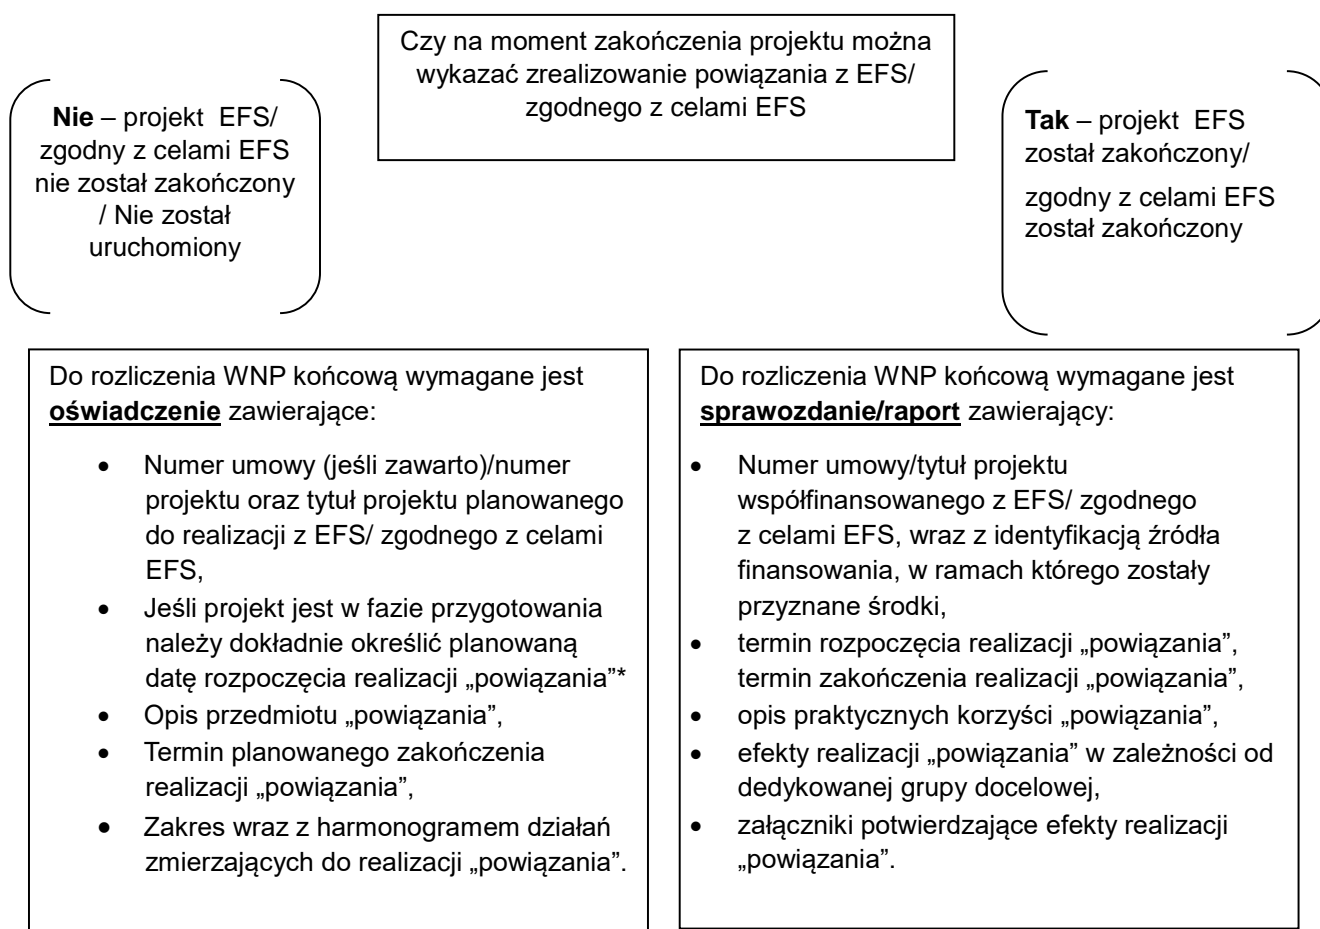 Czy na moment zakończenia projektu można
wykazać zrealizowanie powiązania z EFS/
zgodnego z celami EFS
Nie – projekt EFS/
zgodny z celami EFS
nie został zakończony
/ Nie został
uruchomiony
Tak – projekt EFS
został zakończony/
zgodny z celami EFS
został zakończony
Do rozliczenia WNP końcową wymagane jest
oświadczenie zawierające:
• Numer umowy (jeśli zawarto)/numer
projektu oraz tytuł projektu planowanego
do realizacji z EFS/ zgodnego z celami
EFS,
• Jeśli projekt jest w fazie przygotowania
należy dokładnie określić planowaną
datę rozpoczęcia realizacji „powiązania”*
• Opis przedmiotu „powiązania”,
• Termin planowanego zakończenia
realizacji „powiązania”,
• Zakres wraz z harmonogramem działań
zmierzających do realizacji „powiązania”.
Do rozliczenia WNP końcową wymagane jest
sprawozdanie/raport zawierający:
• Numer umowy/tytuł projektu
współfinansowanego z EFS/ zgodnego
z celami EFS, wraz z identyfikacją źródła
finansowania, w ramach którego zostały
przyznane środki,
• termin rozpoczęcia realizacji „powiązania”,
termin zakończenia realizacji „powiązania”,
• opis praktycznych korzyści „powiązania”,
• efekty realizacji „powiązania” w zależności od
dedykowanej grupy docelowej,
• załączniki potwierdzające efekty realizacji
„powiązania”.